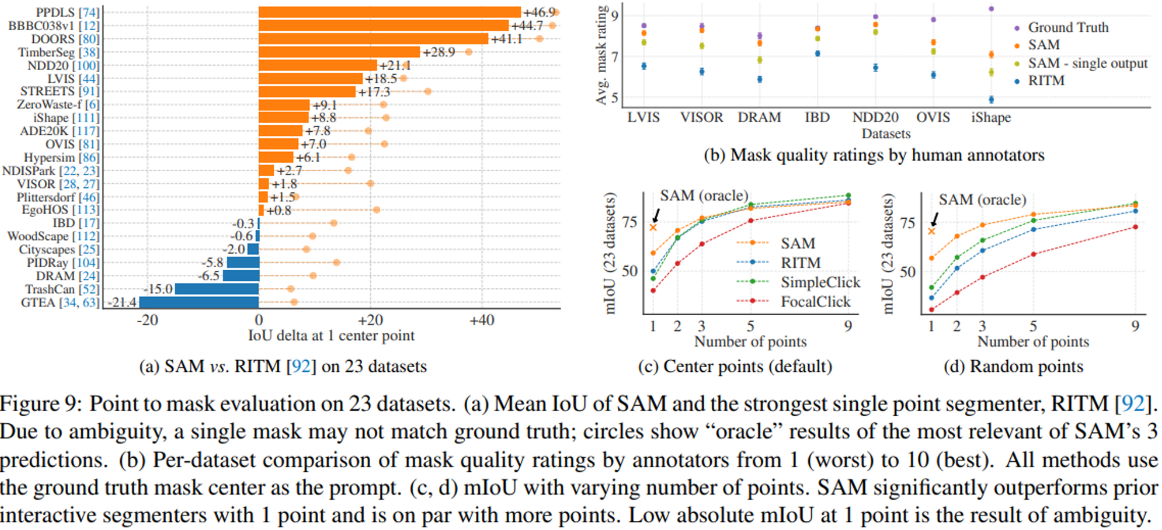 PPDLS [74]
BBBC038v1 [12]
DOORS [80]
TimberSeg [38]
NDD20 [100]
LVIS [44]
STREETS [91]
ZeroWaste-f [6]
iShape [111]
ADE20K [117]
OVIS [81]
Hypersim [86]
NDISPark [22, 23]
VISOR [28, 27]
Plittersdorf [46]
EgoHOS [113]
IBD [17]
WoodScape [112]
Cityscapes [25]
PIDRay [104]
DRAM [24]
TrashCan [52]
GTEA [34, 63]
+46.9
+44.7
+41.1
+28.9
+21.1
+18.5
+17.3
+9.1
+8.8
+7.8
+7.0
+6.1
+2.7
+1.8
+1.5
+0.8
-0.3
-0.6
-2.0
-5.8
-6.5
-15.0
-21.4
-20 0 +20 +40
IoU delta at 1 center point
(a) SAM vs. RITM [92] on 23 datasets
Avg. mask rating
9
7
5
Ground Truth
SAM
SAM - single output
RITM
LVIS VISOR DRAM IBD NDD20 OVIS iShape
Datasets
(b) Mask quality ratings by human annotators
mIoU (23 datasets)
75
50
SAM (oracle)
SAM
RITM
SimpleClick
FocalClick
1 2 3 5 9
Number of points
(c) Center points (default)
mIoU (23 datasets)
75
50
SAM (oracle)
1 2 3 5 9
Number of points
(d) Random points
Figure 9: Point to mask evaluation on 23 datasets. (a) Mean IoU of SAM and the strongest single point segmenter, RITM [92].
Due to ambiguity, a single mask may not match ground truth; circles show “oracle” results of the most relevant of SAM’s 3
predictions. (b) Per-dataset comparison of mask quality ratings by annotators from 1 (worst) to 10 (best). All methods use
the ground truth mask center as the prompt. (c, d) mIoU with varying number of points. SAM significantly outperforms prior
interactive segmenters with 1 point and is on par with more points. Low absolute mIoU at 1 point is the result of ambiguity.